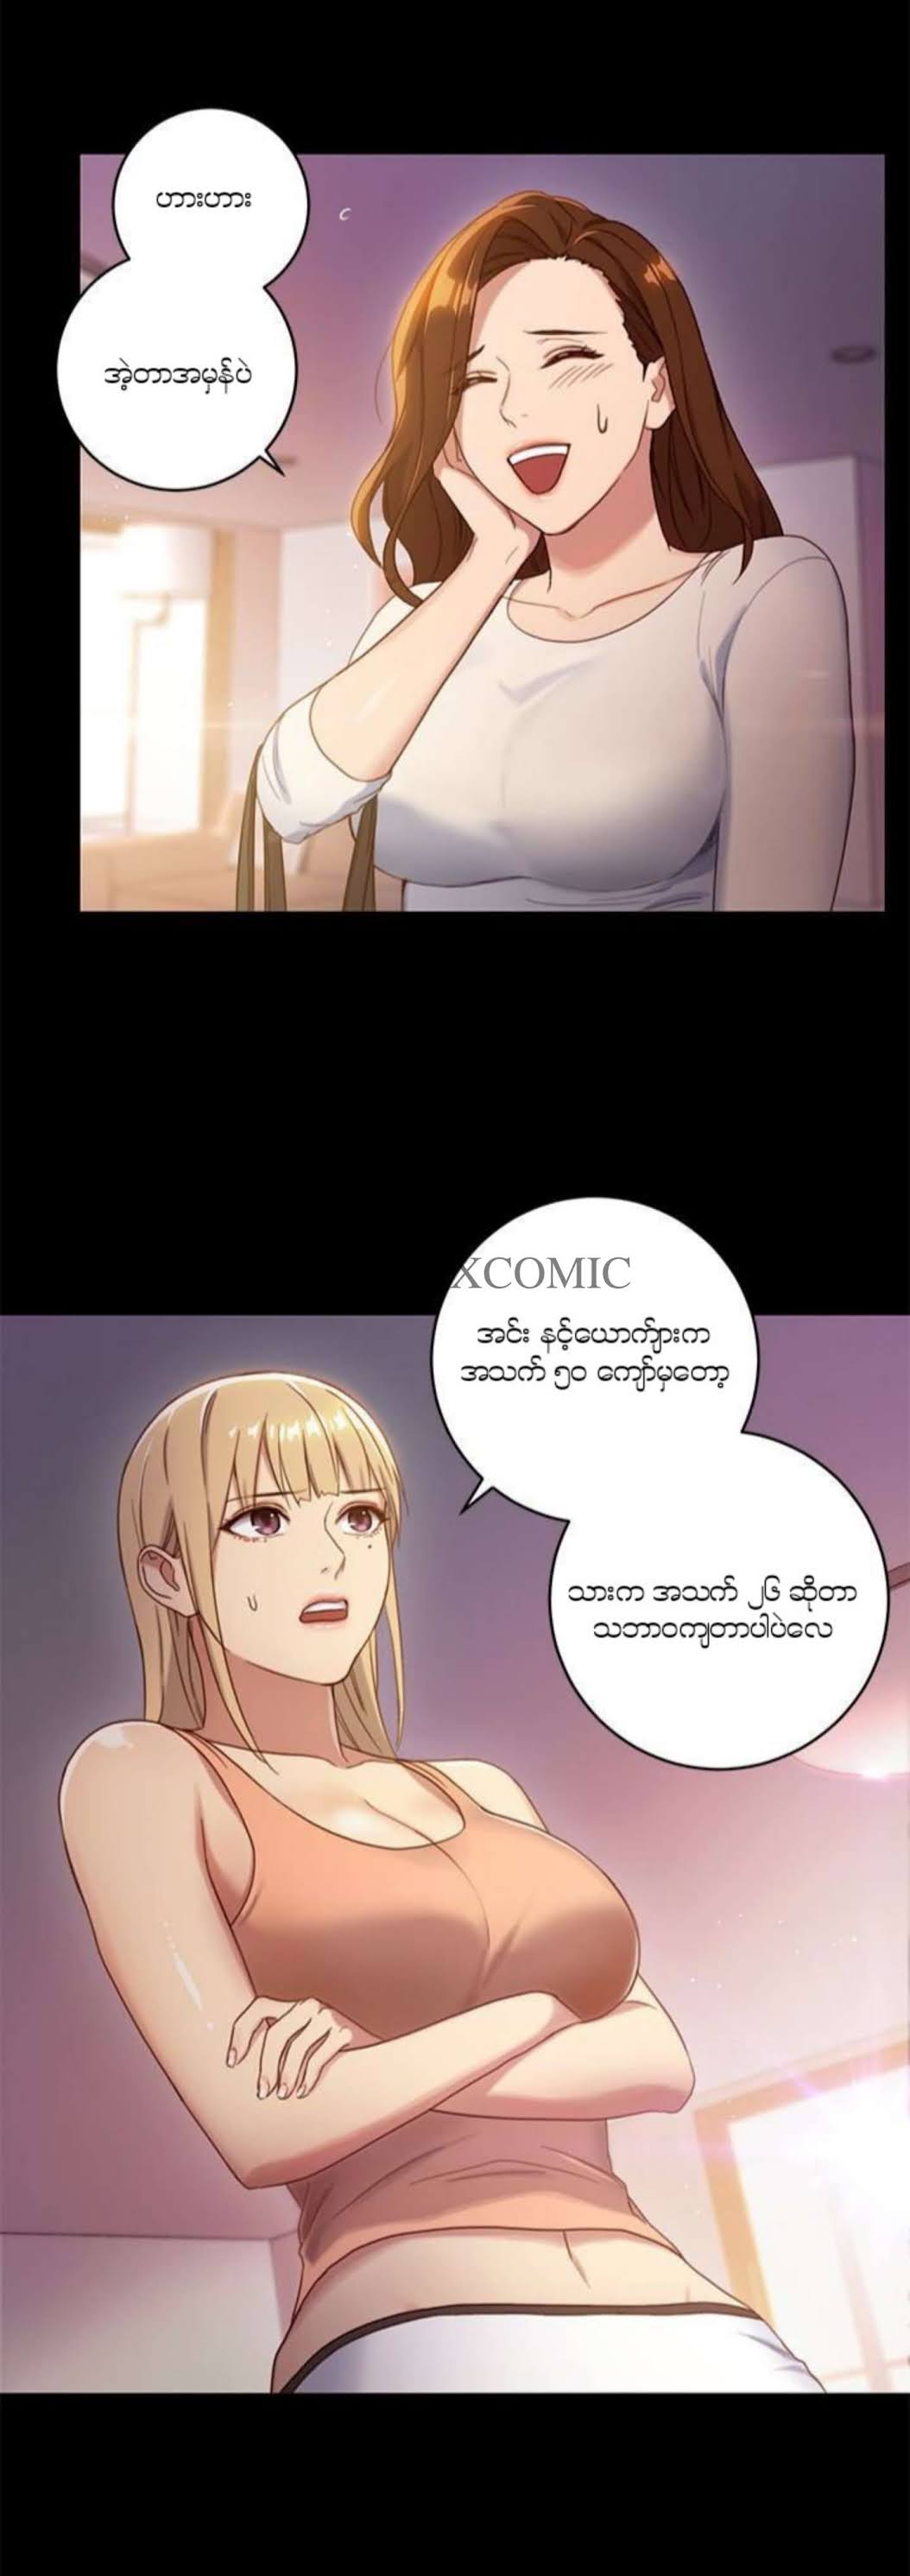 ဟားဟား
အဲ့တာအမှန်ပဲ
XCOMIC
အင်း နင့်ယောက်ျားက
အသက် ၅၀ ကျော်မှတော့
သားက အသက် ၂၆ ဆိုတာ
သဘာဝကျတာပါပဲလေ